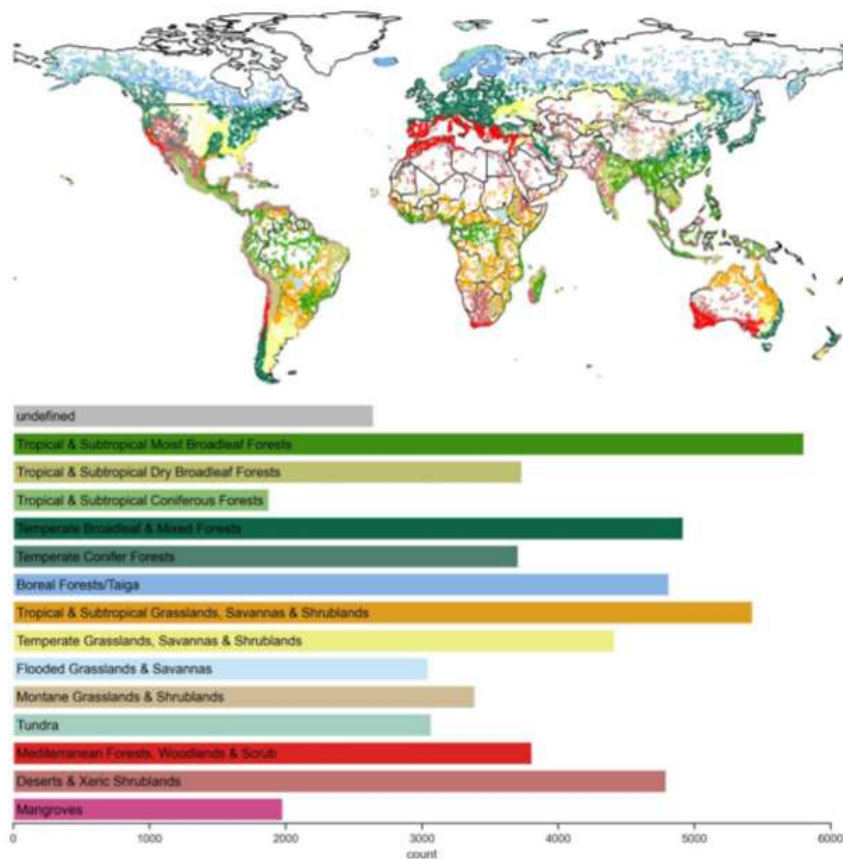 undefined
Tropical & Subtropical Moist Broadleaf Forests
Tropical & Subtropical Dry Broadleaf Forests
Tropical & Subtropical Coniferous Forests
Temperate Broadleaf & Mixed Forests
Temperate Conifer Forests
Boreal Forests/Taiga
Tropical & Subtropical Grasslands, Savannas & Shrublands
Temperate Grasslands, Savannas & Shrublands
Flooded Grasslands & Savannas
Montane Grasslands & Shrublands
Tundra
Mediterranean Forests, Woodlands & Scrub
Deserts & Xeric Shrublands
Mangroves
0 1000 2000 3000 4000 5000 6000
count